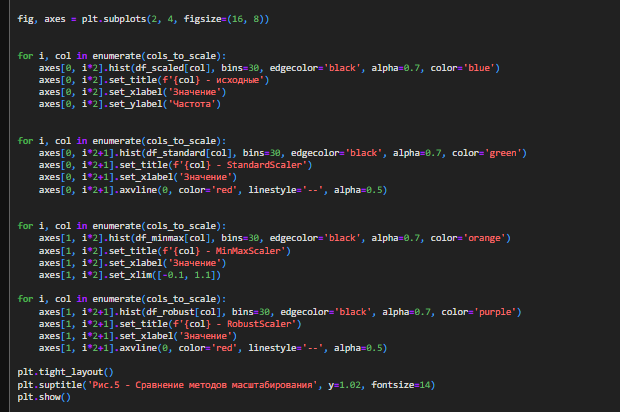 fig, axes = plt.subplots(2, 4, figsize=(16, 8))
for i, col in enumerate(cols_to_scale):
    axes[0, i*2].hist(df_scaled[col], bins=30, edgecolor='black', alpha=0.7, color='blue')
    axes[0, i*2].set_title(f'{col} - исходные')
    axes[0, i*2].set_xlabel('Значение')
    axes[0, i*2].set_ylabel('Частота')
for i, col in enumerate(cols_to_scale):
    axes[0, i*2+1].hist(df_standard[col], bins=30, edgecolor='black', alpha=0.7, color='green')
    axes[0, i*2+1].set_title(f'{col} - StandardScaler')
    axes[0, i*2+1].set_xlabel('Значение')
    axes[0, i*2+1].axvline(0, color='red', linestyle='--', alpha=0.5)
for i, col in enumerate(cols_to_scale):
    axes[1, i*2].hist(df_minmax[col], bins=30, edgecolor='black', alpha=0.7, color='orange')
    axes[1, i*2].set_title(f'{col} - MinMaxScaler')
    axes[1, i*2].set_xlabel('Значение')
    axes[1, i*2].set_xlim([-0.1, 1.1])
for i, col in enumerate(cols_to_scale):
    axes[1, i*2+1].hist(df_robust[col], bins=30, edgecolor='black', alpha=0.7, color='purple')
    axes[1, i*2+1].set_title(f'{col} - RobustScaler')
    axes[1, i*2+1].set_xlabel('Значение')
    axes[1, i*2+1].axvline(0, color='red', linestyle='--', alpha=0.5)
plt.tight_layout()
plt.suptitle('Рис.5 - Сравнение методов масштабирования', y=1.02, fontsize=14)
plt.show()